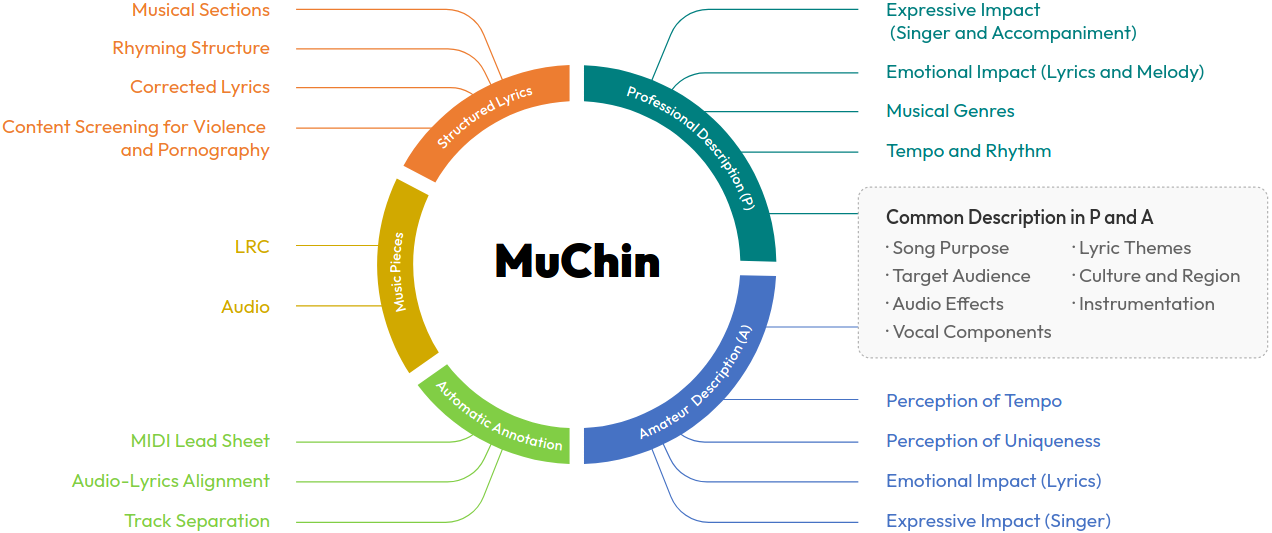 Musical Sections
Rhyming Structure
Corrected Lyrics
Content Screening for Violence
and Pornography
LRC
Audio
MIDI Lead Sheet
Audio-Lyrics Alignment
Track Separation
Structured Lyrics
Music Pieces
Automatic Annotation
MuChin
Professional Description (P)
Amateur Description (A)
Expressive Impact
(Singer and Accompaniment)
Emotional Impact (Lyrics and Melody)
Musical Genres
Tempo and Rhythm
Common Description in P and A
· Song Purpose
· Target Audience
· Audio Effects
· Vocal Components
· Lyric Themes
· Culture and Region
· Instrumentation
Perception of Tempo
Perception of Uniqueness
Emotional Impact (Lyrics)
Expressive Impact (Singer)